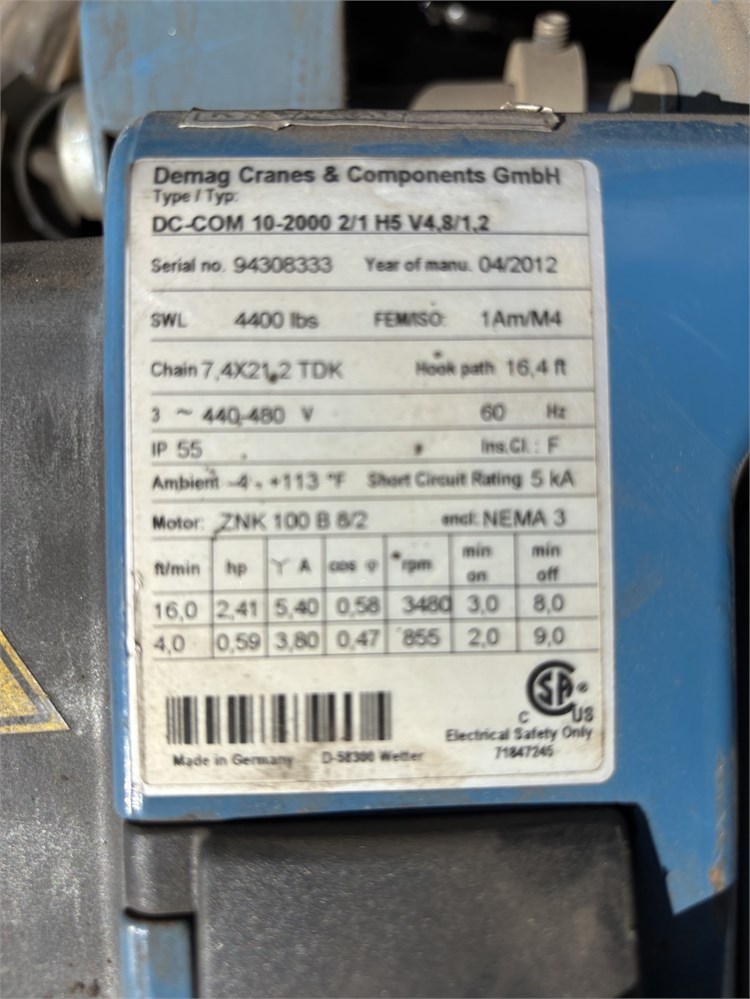 Demag Cranes & Components GmbH
Type / Typ:
DC-COM 10-2000 2/1 H5 V4,8/1,2
Serial no. 94308333 Year of manu. 04/2012
SWL 4400 lbs FEM/ISO: 1Am/M4
Chain 7,4X21,2 TDK Hook path 16,4 ft
3 ~ 440-480 V 60 Hz
IP 55 Ins.Cl.: F
Ambient -4 - +113 °F Short Circuit Rating 5 kA
Motor: ZNK 100 B 8/2 encl: NEMA 3
ft/min hp Y A cos φ rpm min on min off
16,0 2,41 5,40 0,58 3480 3,0 8,0
4,0 0,59 3,80 0,47 855 2,0 9,0
CSA ®
C US
Electrical Safety Only
Made in Germany D-58300 Wetter 71847245